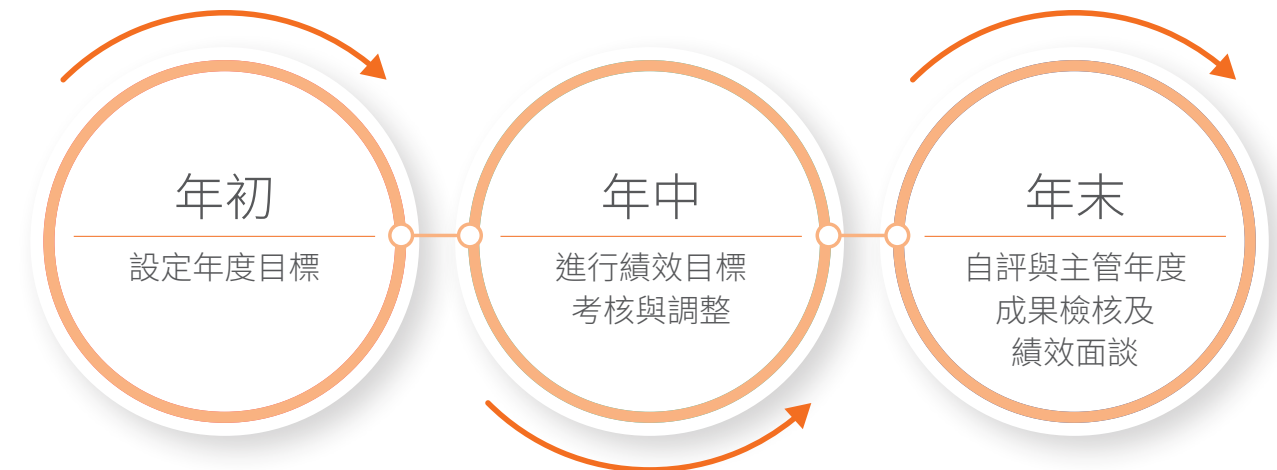 年初
設定年度目標
年中
進行績效目標
考核與調整
年末
自評與主管年度
成果檢核及
績效面談